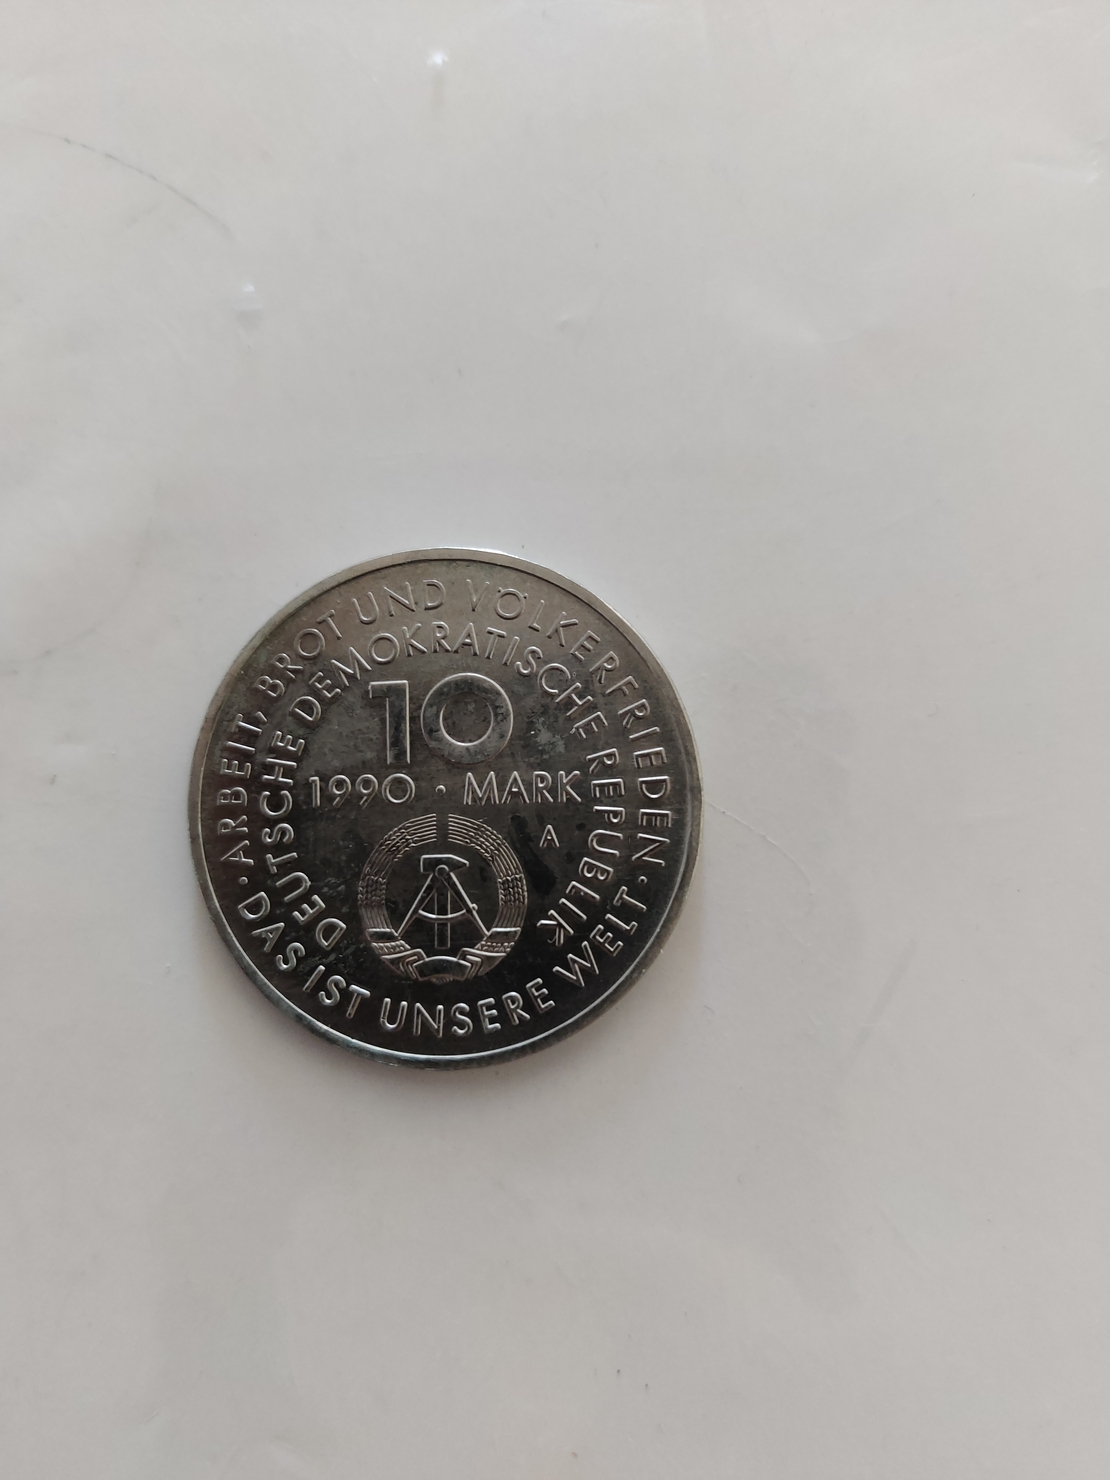 · ARBEIT, BROT UND VÖLKERFRIEDEN ·
DAS IST UNSERE WELT
DEUTSCHE DEMOKRATISCHE REPUBLIK
10
1990 · MARK
A